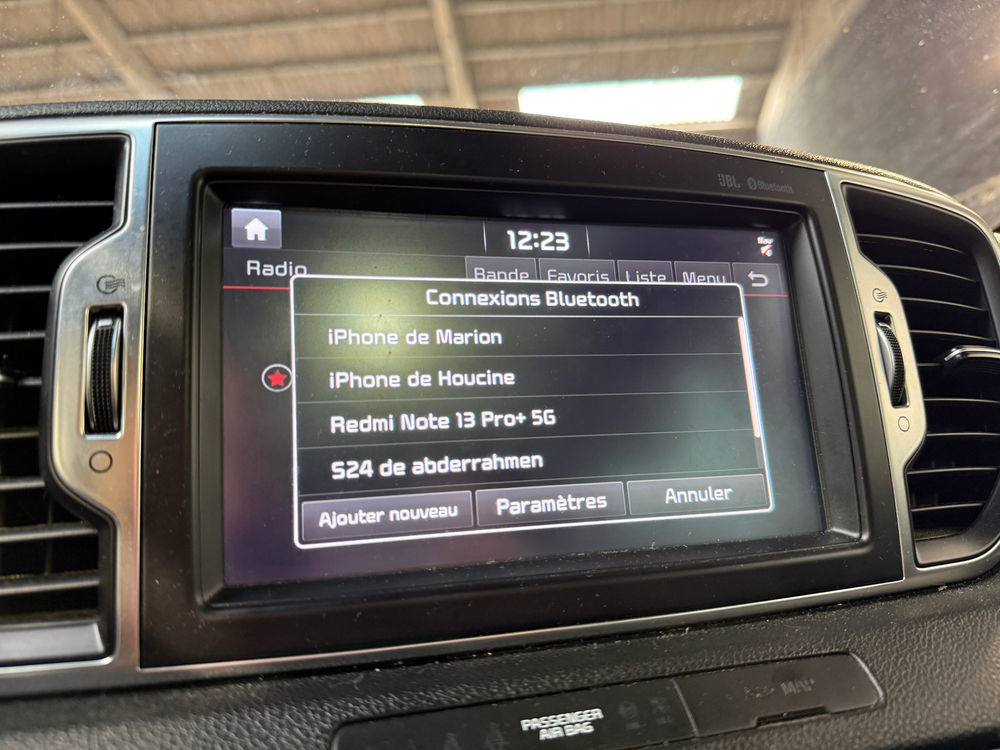 JBL Bluetooth
12:23
Radio
Bande Favoris Liste Menu
Connexions Bluetooth
iPhone de Marion
iPhone de Houcine
Redmi Note 13 Pro+ 5G
S24 de abderrahmen
Ajouter nouveau Paramètres Annuler
PASSENGER
AIR BAG